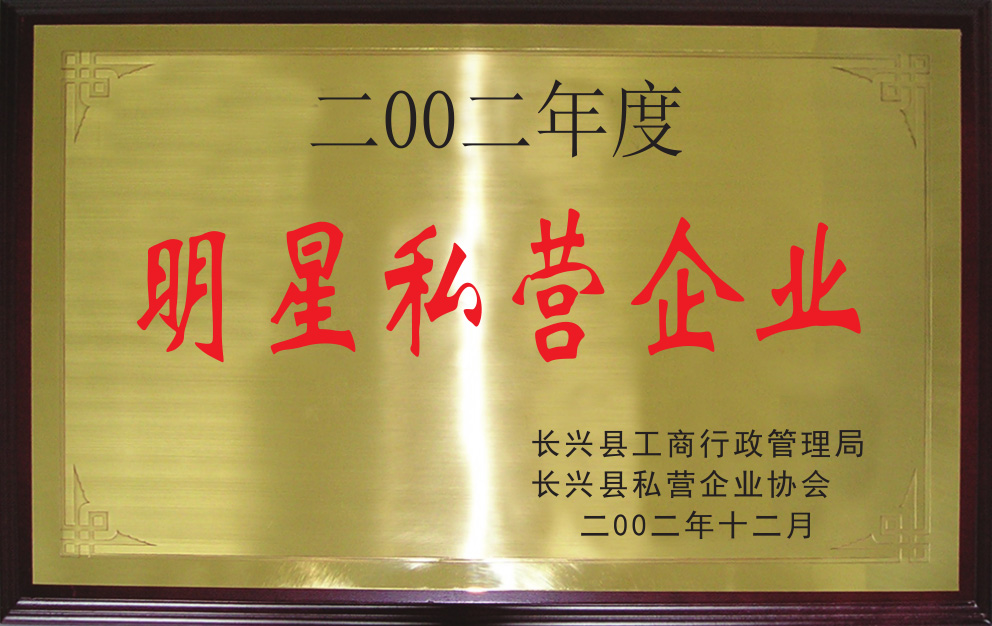 二00二年度
明星私营企业
长兴县工商行政管理局
长兴县私营企业协会
二00二年十二月